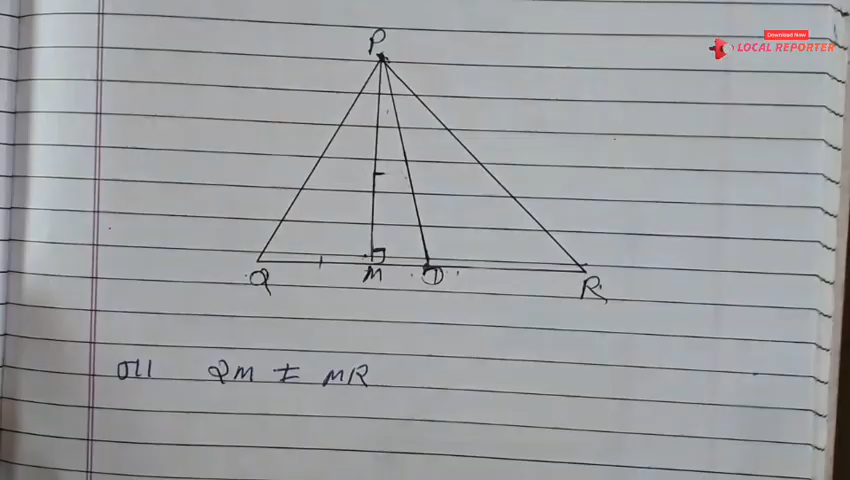 Download Now
LOCAL REPORTER
P
Q M D R
ના QM ≠ MR